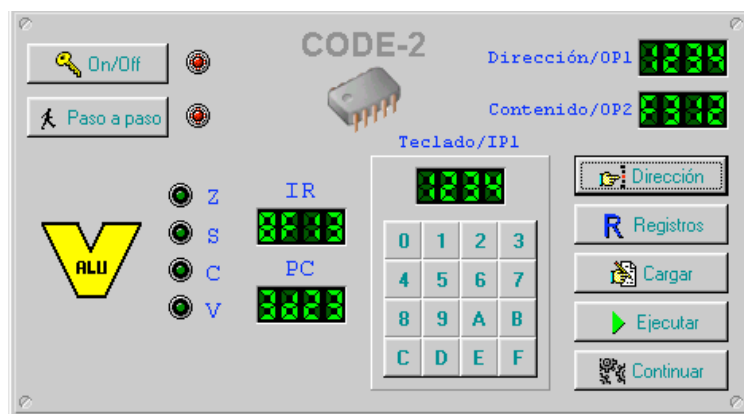 CODE-2
On/Off
Paso a paso
Dirección/OP1
1234
Contenido/OP2
Teclado/IP1
1234
Z
S
C
V
IR
PC
ALU
0 1 2 3
4 5 6 7
8 9 A B
C D E F
Dirección
R Registros
Cargar
Ejecutar
Continuar